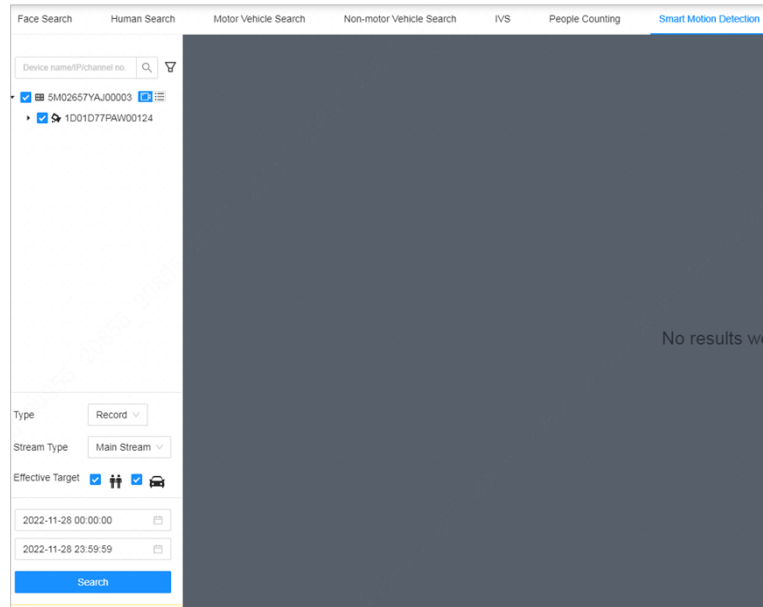 Face Search Human Search Motor Vehicle Search Non-motor Vehicle Search IVS People Counting Smart Motion Detection
Device name/IP/channel no.
5M02657YAJ00003
1D01D77PAW00124
No results we
Type Record
Stream Type Main Stream
Effective Target
2022-11-28 00:00:00
2022-11-28 23:59:59
Search